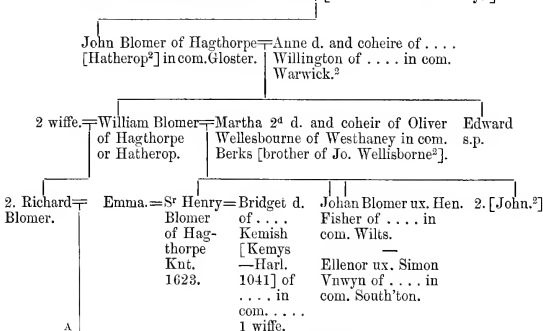 John Blomer of Hagthorpe=Anne d. and coheire of . . . .
[Hatherop²] in com. Gloster.
Willington of . . . . in com.
Warwick.²
2 wiffe.=William Blomer=Martha 2ᵈ d. and coheir of Oliver
of Hagthorpe
or Hatherop.
Wellesbourne of Westhaney in com.
Berks [brother of Jo. Wellisborne²].
Edward
s.p.
2. Richard=
Blomer.
Emma.=Sʳ Henry=Bridget d.
Blomer
of Hag-
thorpe
Knt.
1623.
of . . . .
Kemish
[Kemys
—Harl.
1041] of
. . . . in
com. . . . .
1 wiffe.
Johan Blomer ux. Hen.
Fisher of . . . . in
com. Wilts.
—
Ellenor ux. Simon
Vnwyn of . . . . in
com. South'ton.
2. [John.²]
A